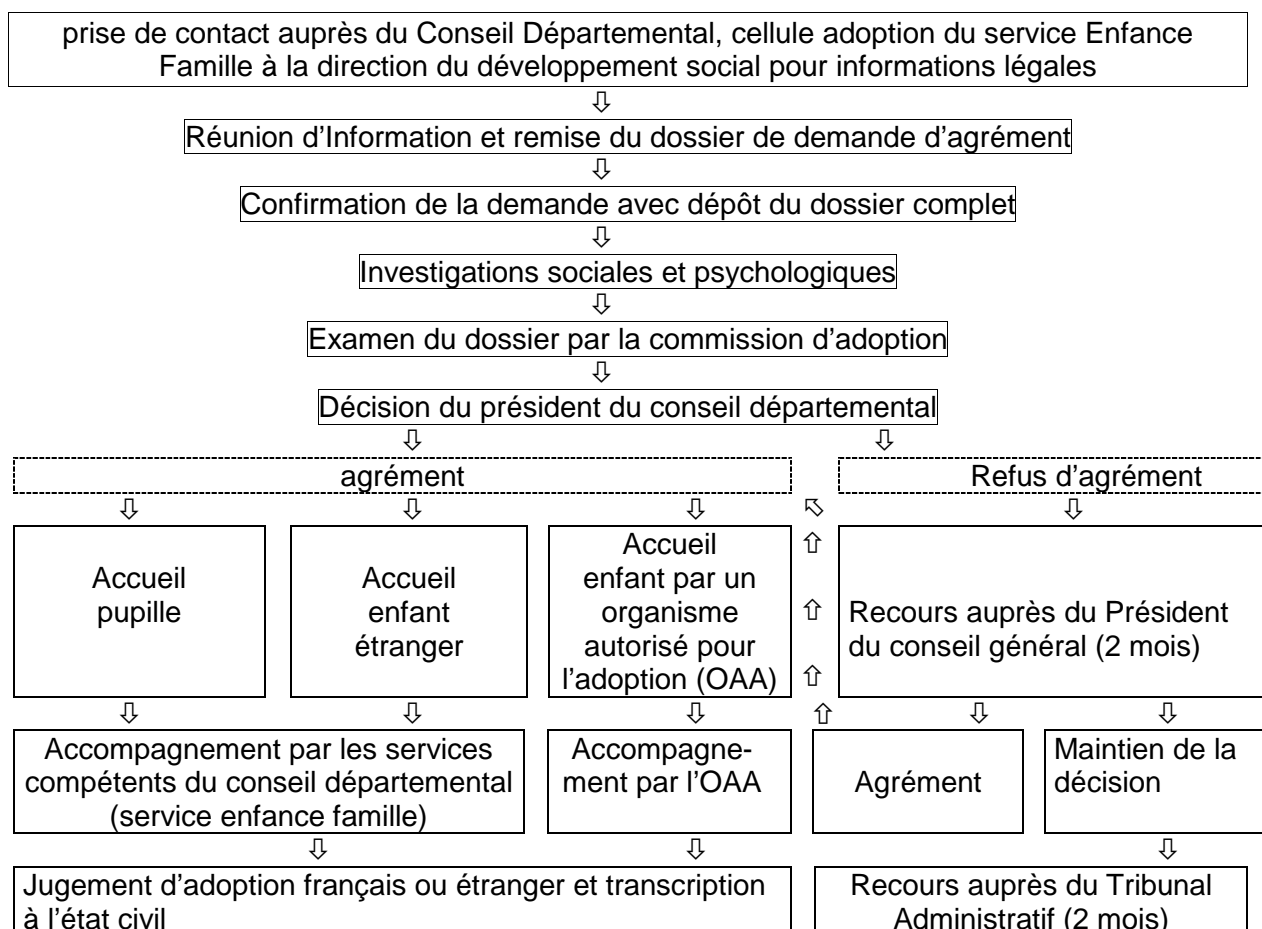 prise de contact auprès du Conseil Départemental, cellule adoption du service Enfance
Famille à la direction du développement social pour informations légales
Réunion d'Information et remise du dossier de demande d'agrément
Confirmation de la demande avec dépôt du dossier complet
Investigations sociales et psychologiques
Examen du dossier par la commission d'adoption
Décision du président du conseil départemental
agrément
Refus d'agrément
Accueil
pupille
Accueil
enfant
étranger
Accueil
enfant par un
organisme
autorisé pour
l'adoption (OAA)
Recours auprès du Président
du conseil général (2 mois)
Accompagnement par les services
compétents du conseil départemental
(service enfance famille)
Accompagne-
ment par l'OAA
Agrément
Maintien de la
décision
Jugement d'adoption français ou étranger et transcription
à l'état civil
Recours auprès du Tribunal
Administratif (2 mois)